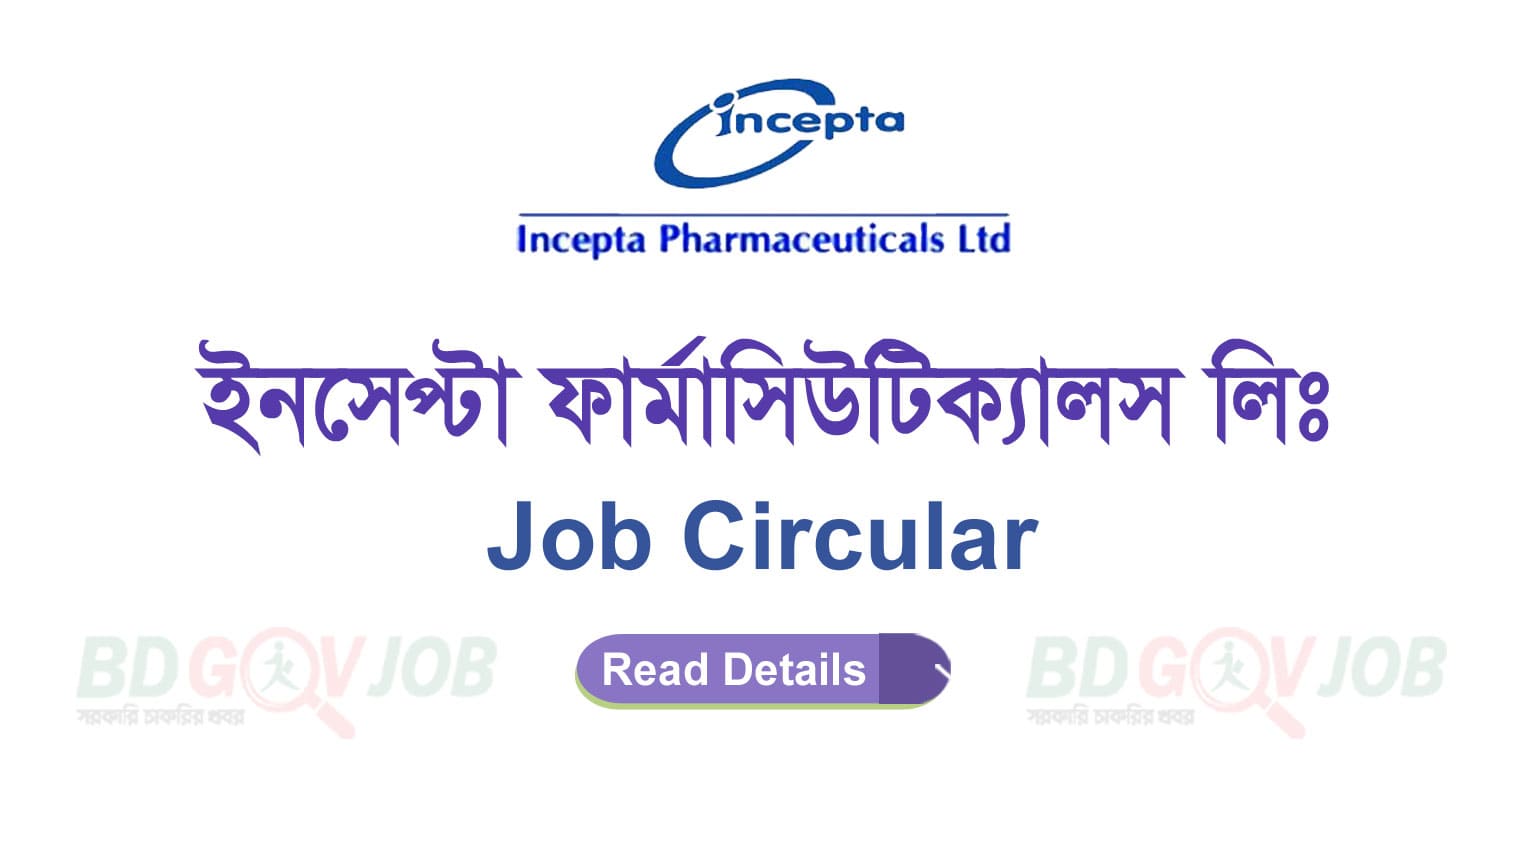 incepta
Incepta Pharmaceuticals Ltd
ইনসেপ্টা ফার্মাসিউটিক্যালস লিঃ
Job Circular
Read Details
BD GOV JOB
সরকারি চাকরির খবর
BD GOV JOB
সরকারি চাকরির খবর